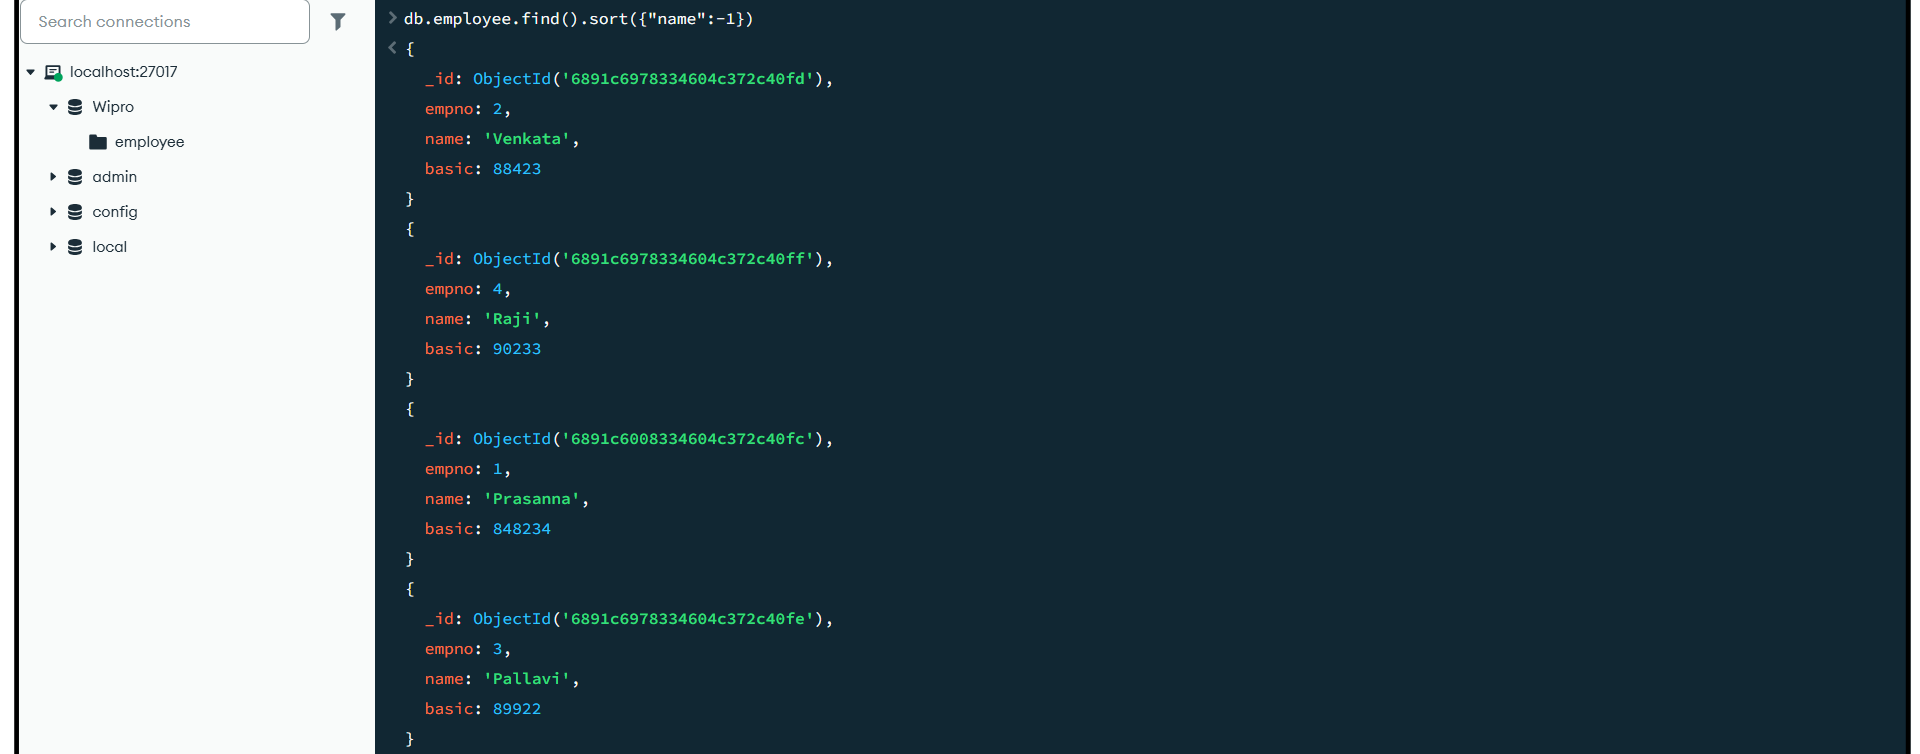 Search connections
localhost:27017
Wipro
employee
admin
config
local
db.employee.find().sort({"name":-1})
{
_id: ObjectId('6891c6978334604c372c40fd'),
empno: 2,
name: 'Venkata',
basic: 88423
}
{
_id: ObjectId('6891c6978334604c372c40ff'),
empno: 4,
name: 'Raji',
basic: 90233
}
{
_id: ObjectId('6891c6008334604c372c40fc'),
empno: 1,
name: 'Prasanna',
basic: 848234
}
{
_id: ObjectId('6891c6978334604c372c40fe'),
empno: 3,
name: 'Pallavi',
basic: 89922
}